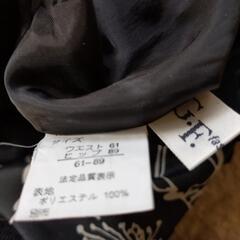 サイズ
ウエスト 61
ヒップ 89
61-89
法定品質表示
表地
ポリエステル 100%
G.F.